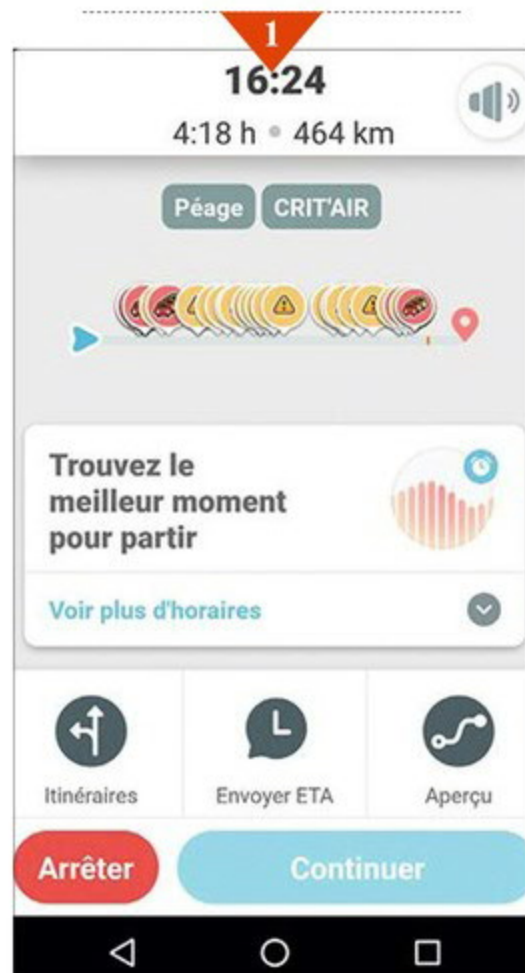 1
16:24
4:18 h • 464 km
Péage CRIT'AIR
Trouvez le
meilleur moment
pour partir
Voir plus d'horaires
Itinéraires Envoyer ETA Aperçu
Arrêter Continuer